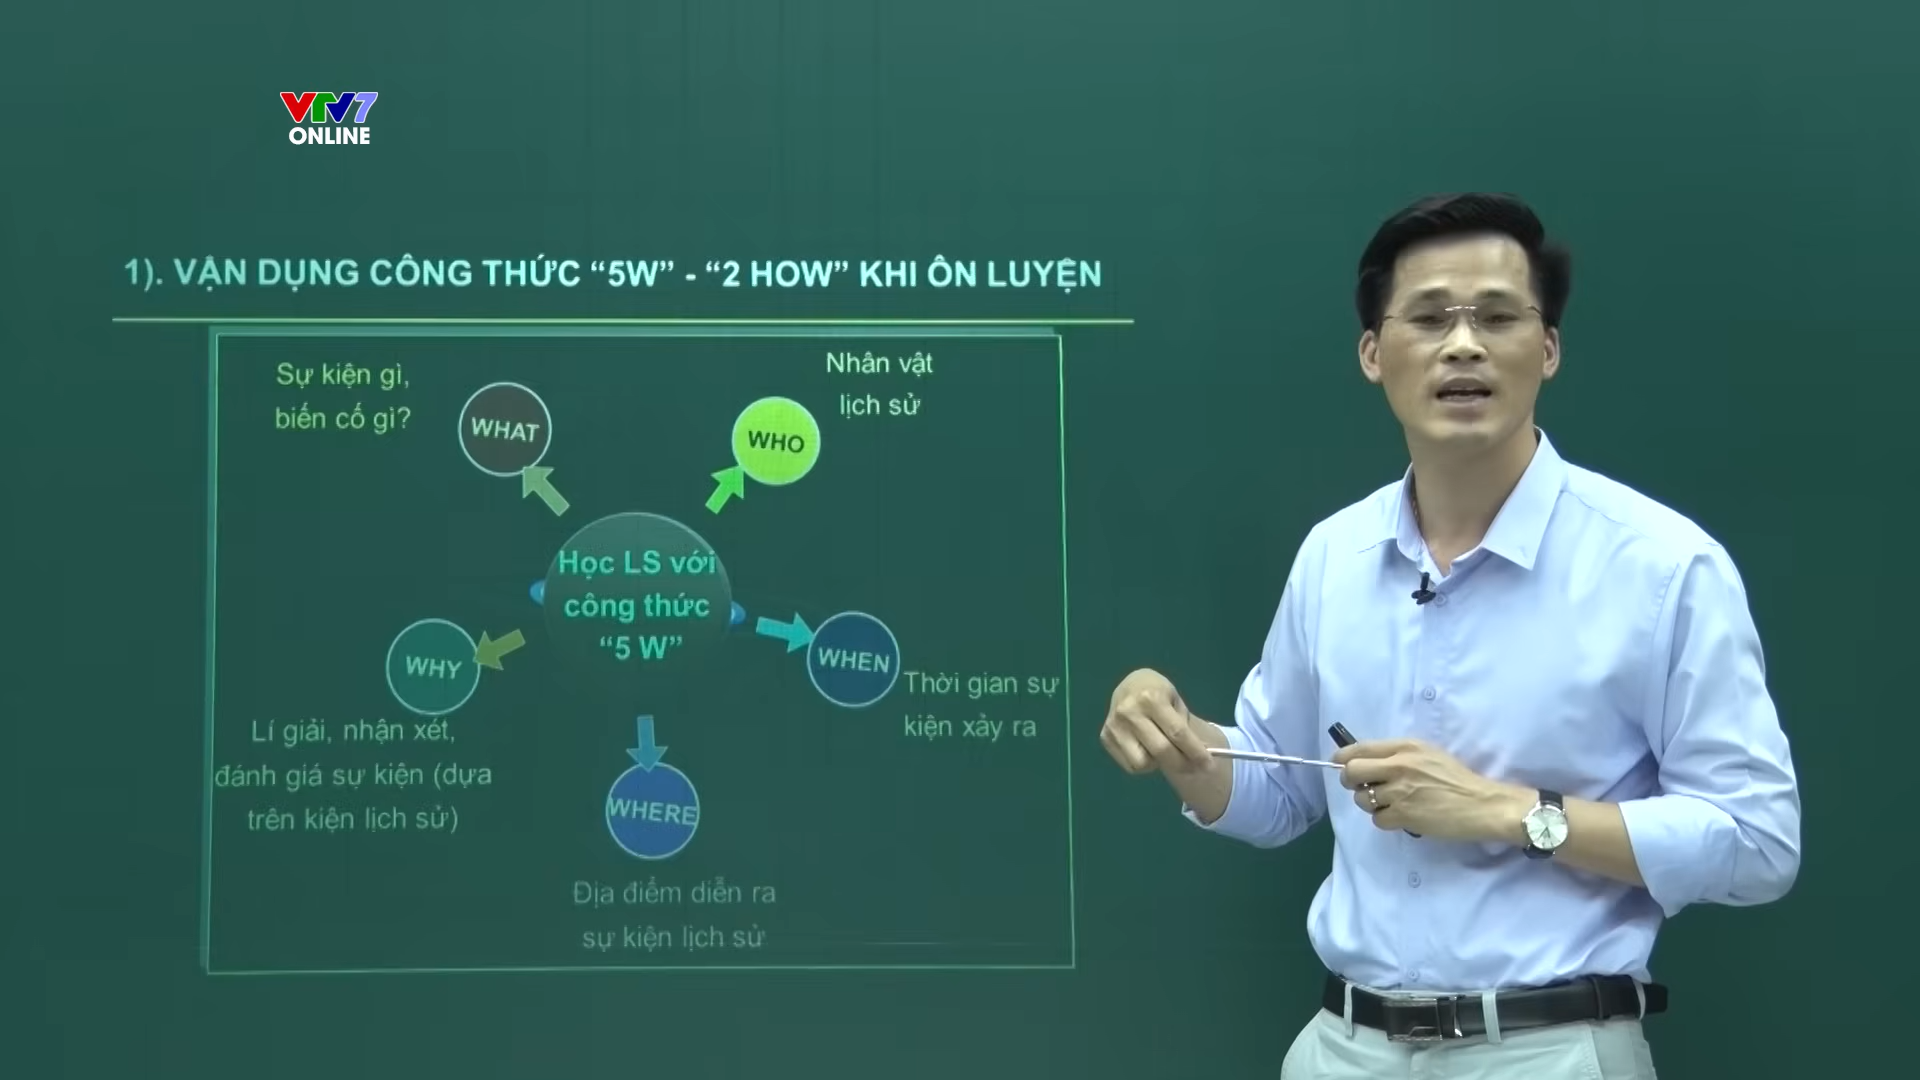 VTV7
ONLINE
1). VẬN DỤNG CÔNG THỨC “5W” - “2 HOW” KHI ÔN LUYỆN
Sự kiện gì,
biến cố gì?
WHAT
Nhân vật
lịch sử
WHO
Học LS với
công thức
“5 W”
WHY
Lí giải, nhận xét,
đánh giá sự kiện (dựa
trên kiện lịch sử)
WHEN
Thời gian sự
kiện xảy ra
WHERE
Địa điểm diễn ra
sự kiện lịch sử